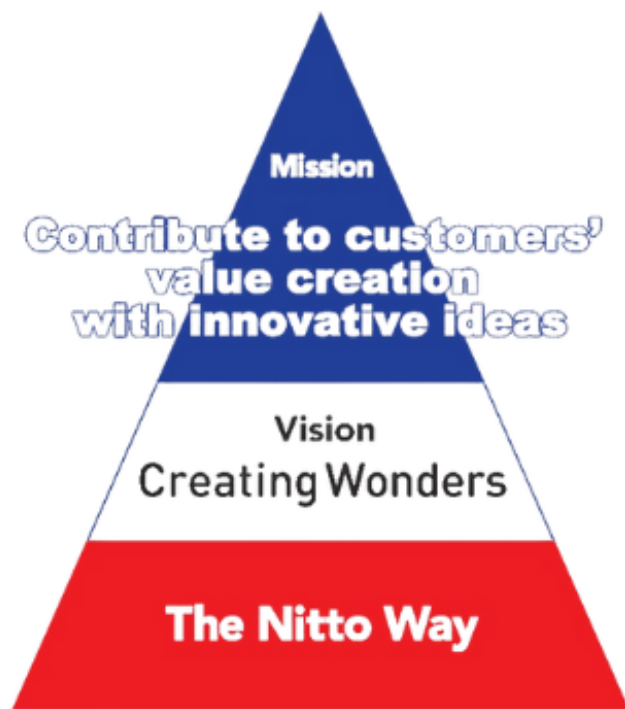 Mission
Contribute to customers’
value creation
with innovative ideas
Vision
Creating Wonders
The Nitto Way